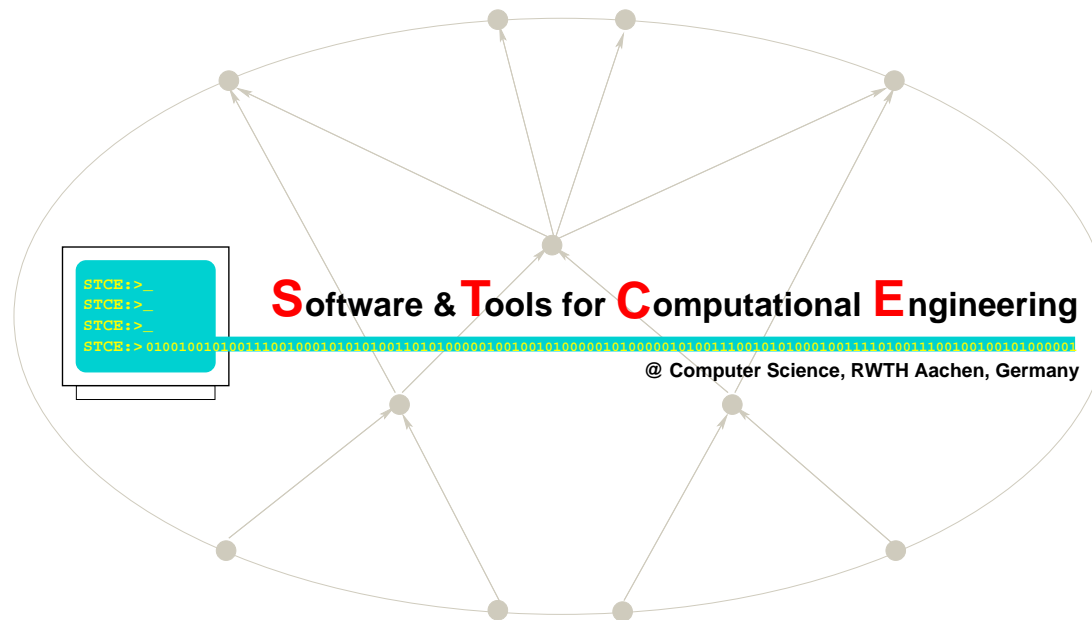 STCE:>_
STCE:>_
STCE:>_
STCE:>
Software & Tools for Computational Engineering
@ Computer Science, RWTH Aachen, Germany